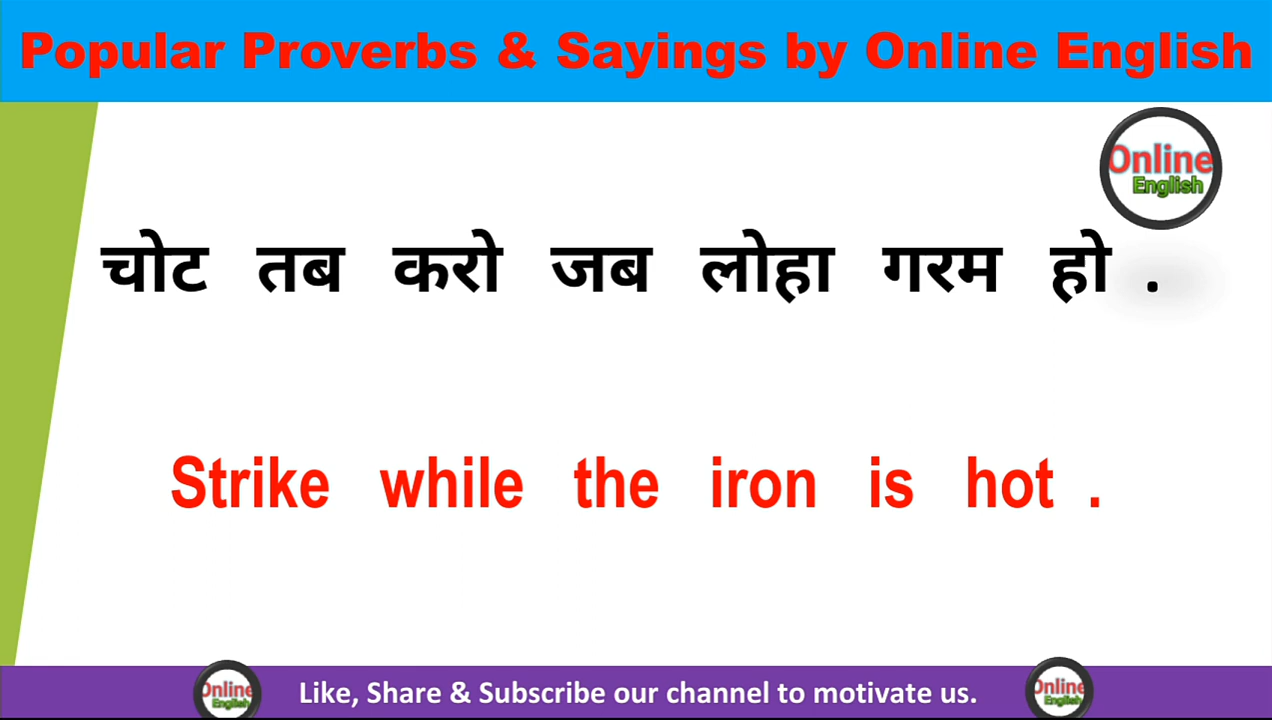 Popular Proverbs & Sayings by Online English
Online
English
चोट तब करो जब लोहा गरम हो .
Strike while the iron is hot .
Online
English
Like, Share & Subscribe our channel to motivate us.
Online
English